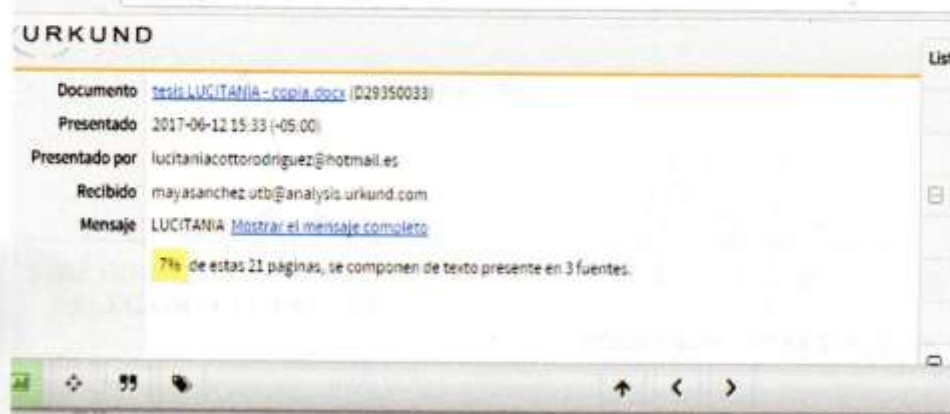 URKUND
List
Documento tesis LUCITANIA - copia.docx (D29350033)
Presentado 2017-06-12 15:33 (-05:00)
Presentado por lucitaniacottorodriguez@hotmail.es
Recibido mayasanchez.utb@analysis.urkund.com
Mensaje LUCITANIA Mostrar el mensaje completo
7% de estas 21 páginas, se componen de texto presente en 3 fuentes.